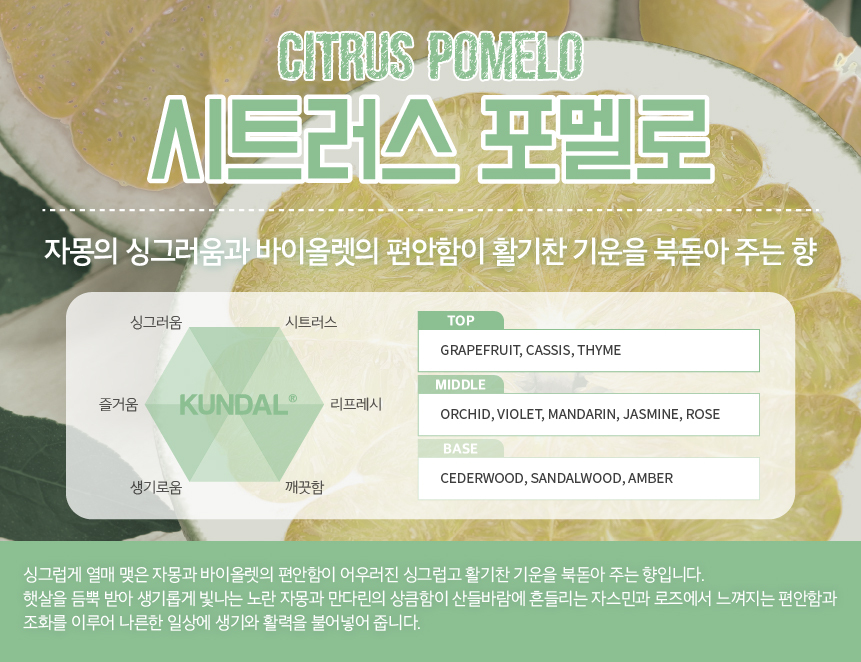 CITRUS POMELO
시트러스 포멜로
자몽의 싱그러움과 바이올렛의 편안함이 활기찬 기운을 북돋아 주는 향
싱그러움
시트러스
즐거움
KUNDAL®
리프레시
생기로움
깨끗함
TOP
GRAPEFRUIT, CASSIS, THYME
MIDDLE
ORCHID, VIOLET, MANDARIN, JASMINE, ROSE
BASE
CEDERWOOD, SANDALWOOD, AMBER
싱그럽게 열매 맺은 자몽과 바이올렛의 편안함이 어우러진 싱그럽고 활기찬 기운을 북돋아 주는 향입니다.
햇살을 듬뿍 받아 생기롭게 빛나는 노란 자몽과 만다린의 상큼함이 산들바람에 흔들리는 자스민과 로즈에서 느껴지는 편안함과
조화를 이루어 나른한 일상에 생기와 활력을 불어넣어 줍니다.